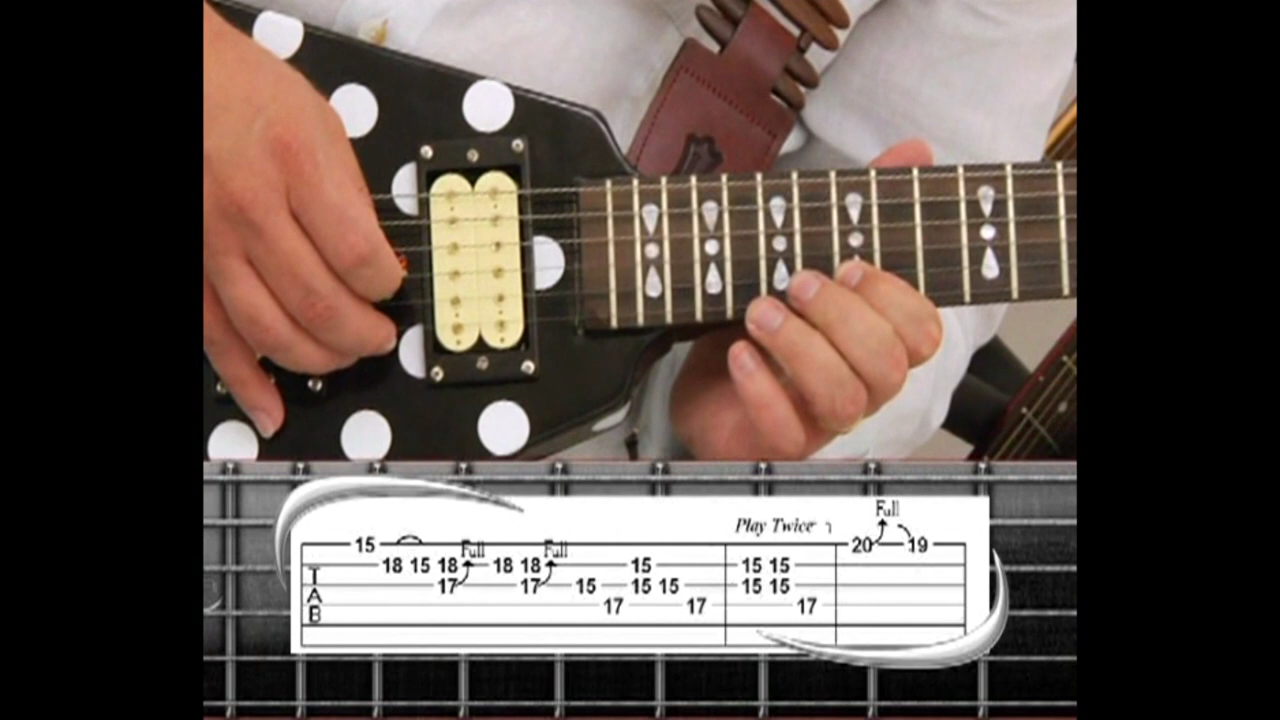 Full
Play Twice
15 20 19
Full Full
18 15 18 18 18 15 15 15
T 17 17 15 15 15 15 15
A 17 17 17
B